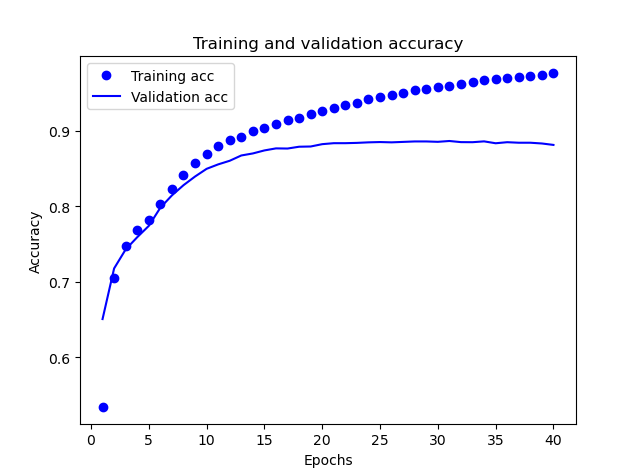 Training and validation accuracy
Training acc
Validation acc
0.9
0.8
0.7
0.6
Accuracy
0 5 10 15 20 25 30 35 40
Epochs